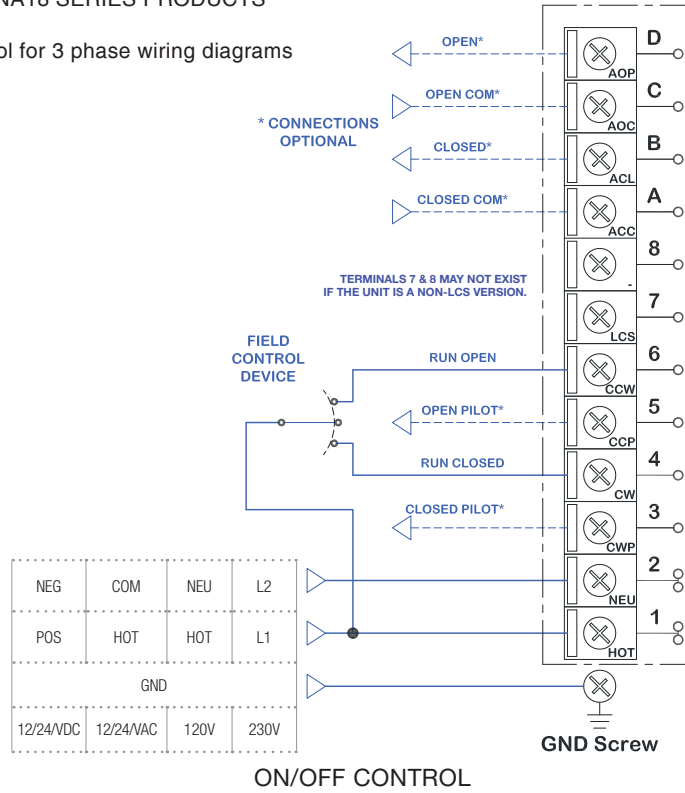 NA18 SERIES PRODUCTS
ol for 3 phase wiring diagrams
OPEN*
D
AOP
OPEN COM*
C
AOC
* CONNECTIONS
OPTIONAL
CLOSED*
B
ACL
CLOSED COM*
A
ACC
8
-
TERMINALS 7 & 8 MAY NOT EXIST
IF THE UNIT IS A NON-LCS VERSION.
7
LCS
FIELD
CONTROL
DEVICE
RUN OPEN
6
CCW
OPEN PILOT*
5
CCP
RUN CLOSED
4
CW
CLOSED PILOT*
3
CWP
NEG COM NEU L2
2
NEU
POS HOT HOT L1
1
HOT
GND
12/24/VDC 12/24/VAC 120V 230V
GND Screw
ON/OFF CONTROL